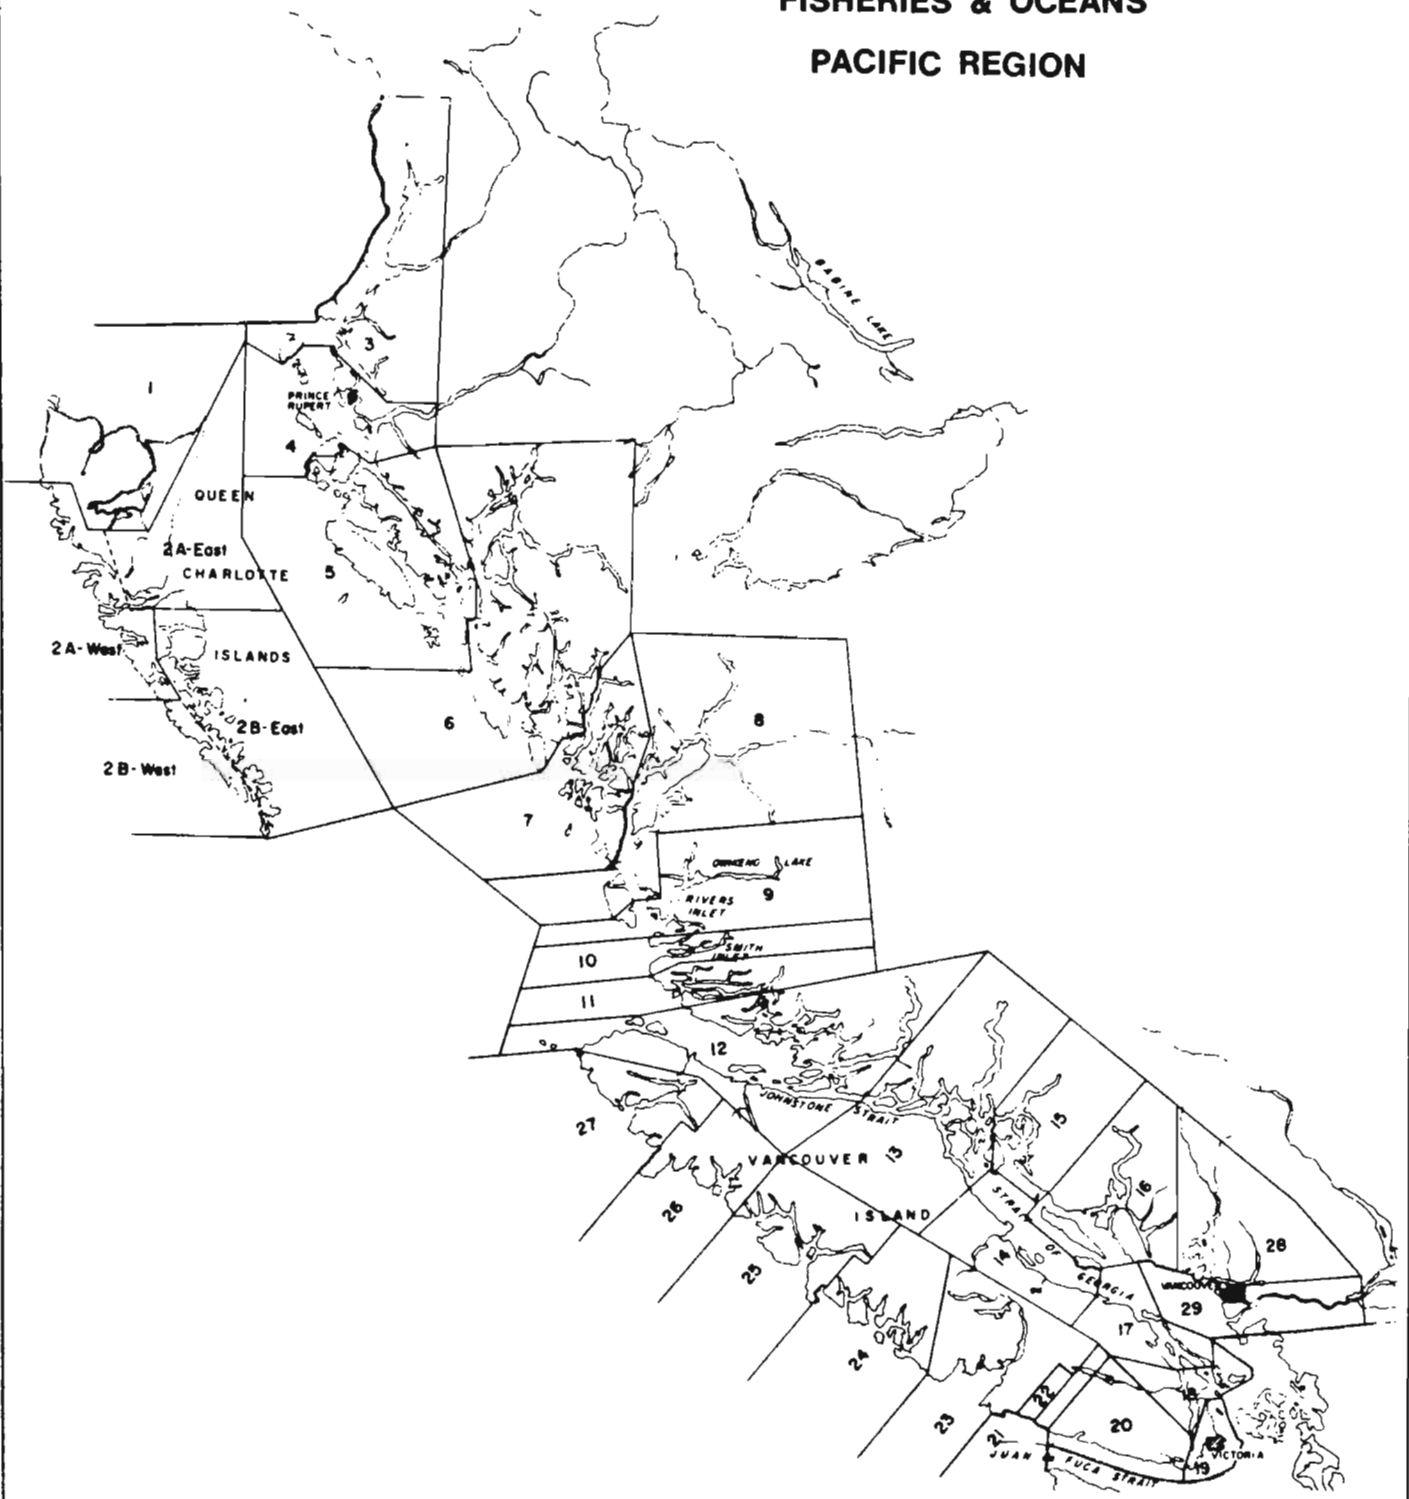 FISHERIES & OCEANS
PACIFIC REGION
BABINE LAKE
3
1
PRINCE
RUPERT
4
QUEEN
2A-East
CHARLOTTE
5
2A-West
ISLANDS
6
8
2B-East
2B-West
7
LAKE
9
RIVERS
INLET
SMITH
INLET
10
11
12
JOHNSTONE STRAIT
27
15
VANCOUVER
13
16
26
ISLAND
STRAIT OF GEORGIA
28
14
25
VANCOUVER
29
17
24
18
22
20
23
21
VICTORIA
JUAN de FUCA STRAIT
19